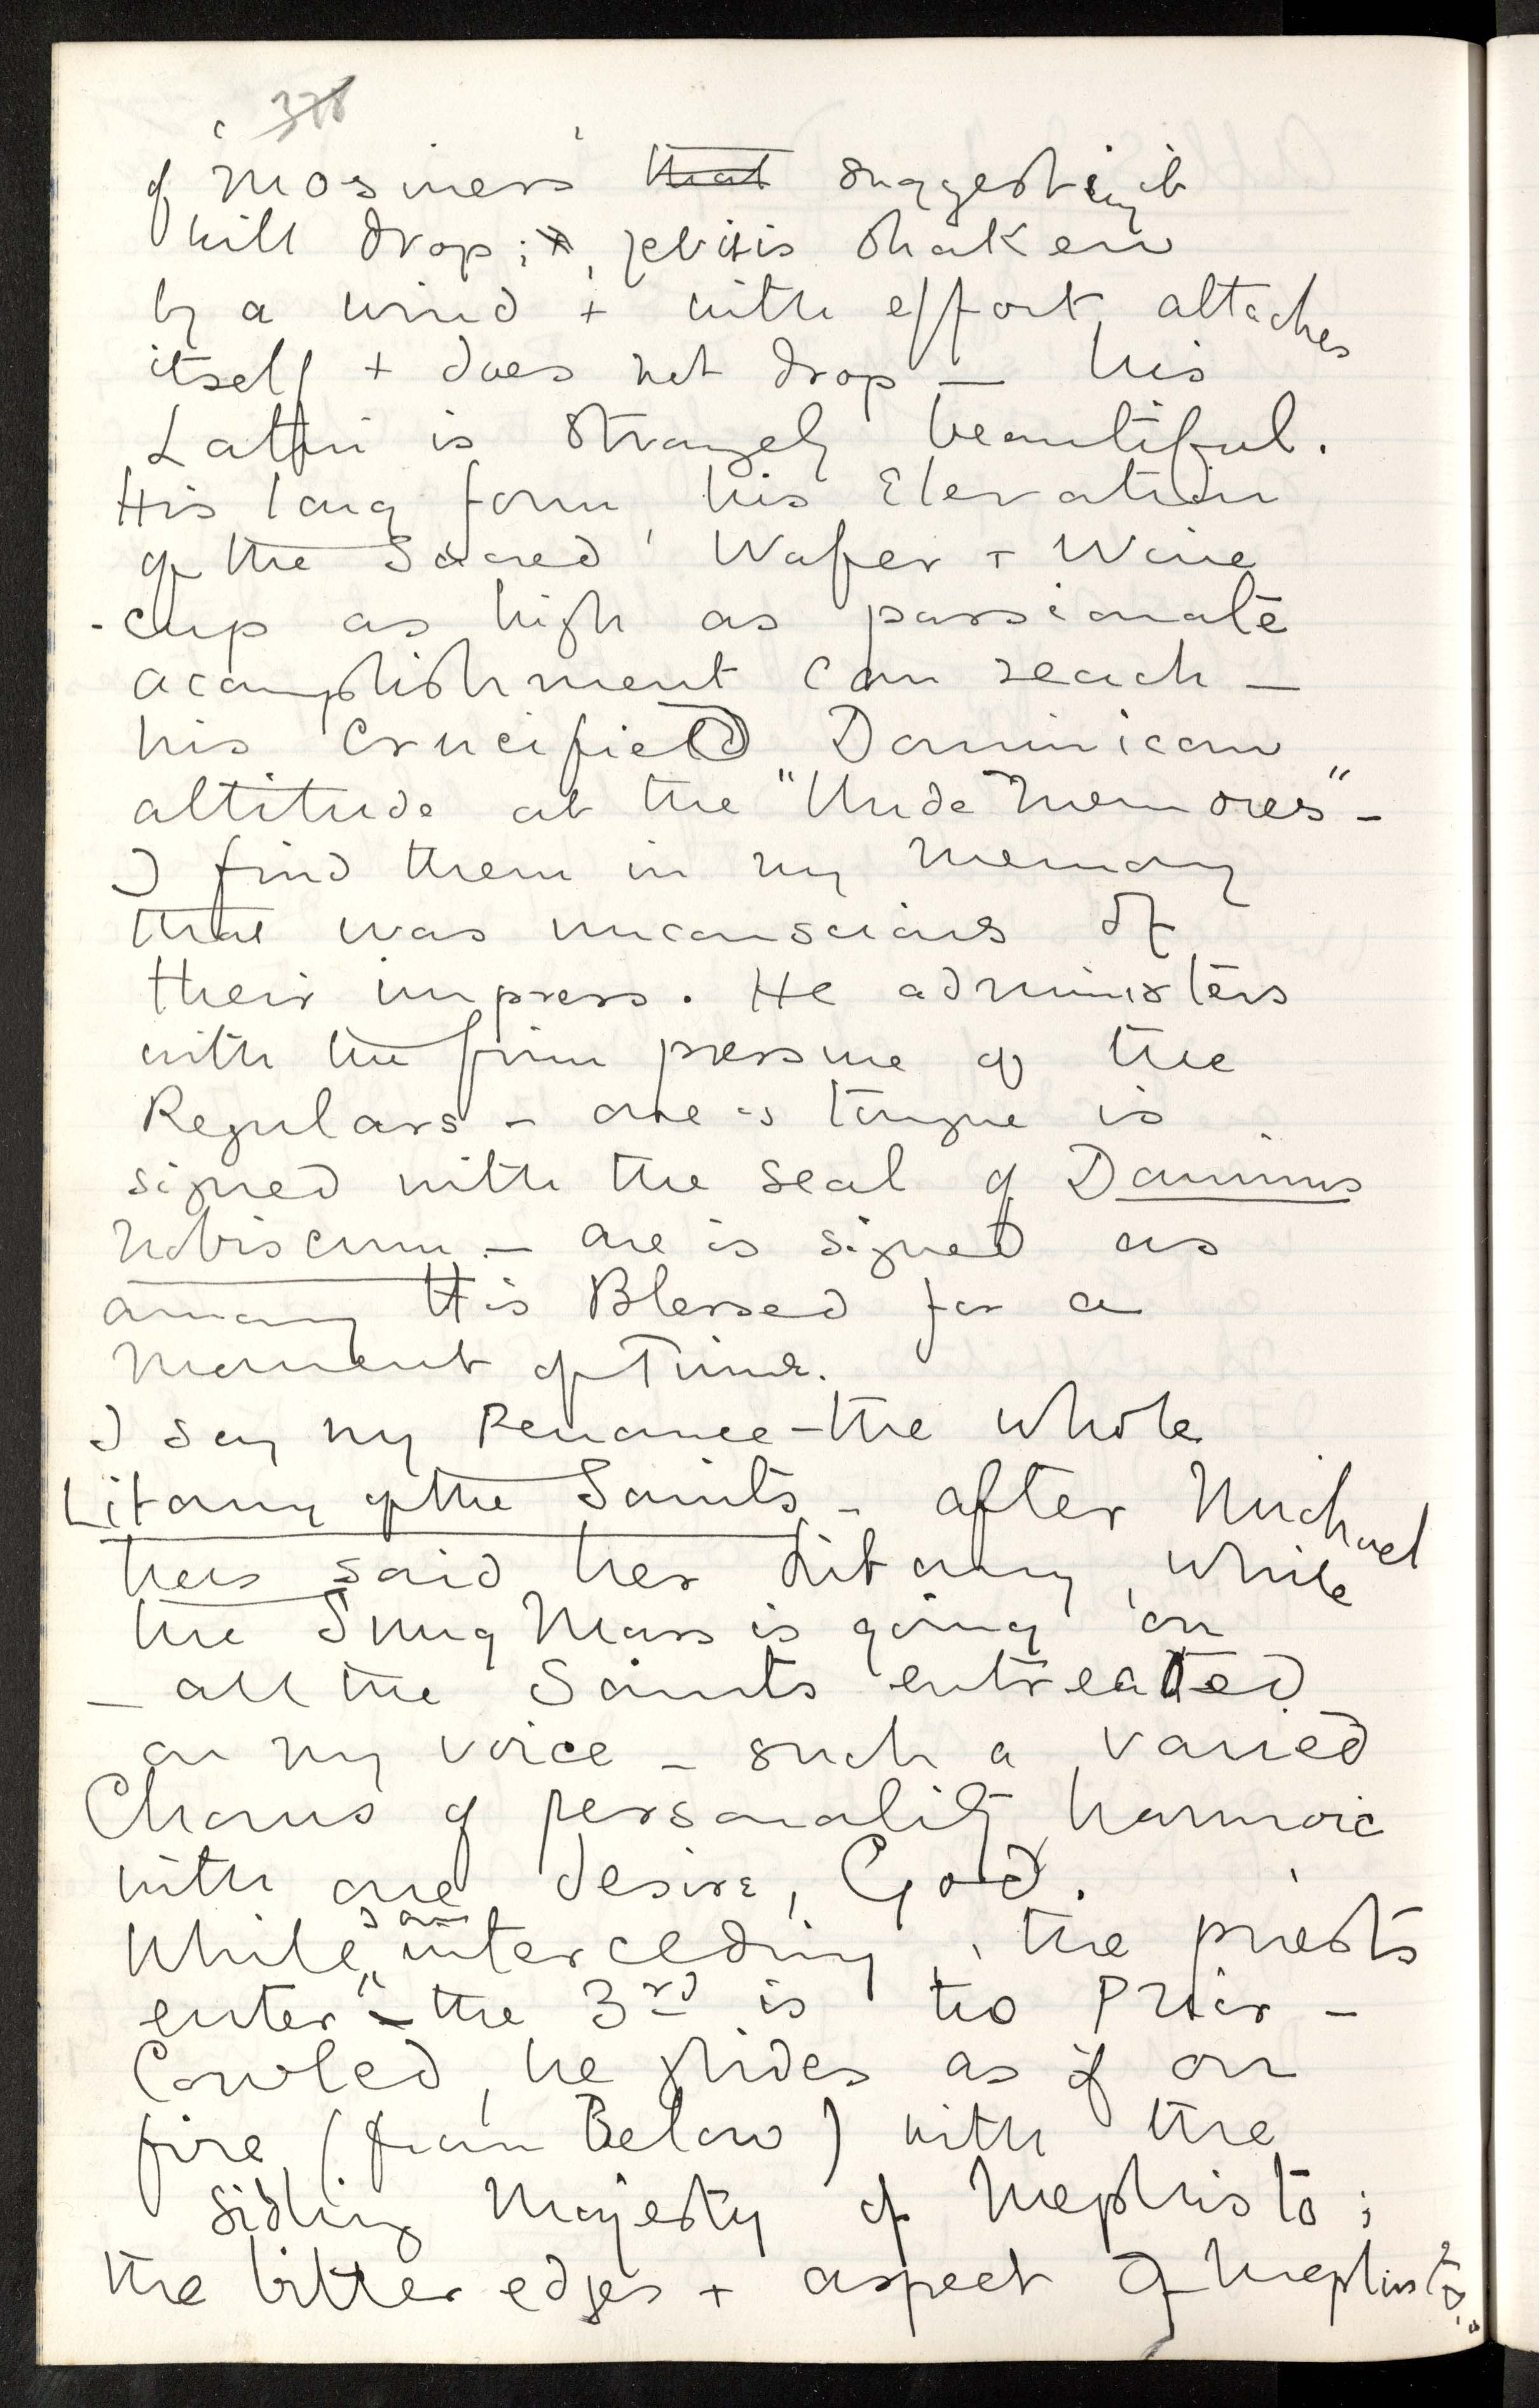 378
of 'mosiness' that suggesting it
will drop; yet it is shaken
by a wind + with effort attaches
itself + does not drop — his
Latin is strangely beautiful.
His long form, his Elevation
of the Sacred Wafer + Wine
-cup as high as passionate
acomplishment can reach —
his Crucified Dominican
attitude at the "Unde Memores" —
I find them in my memory
that was unconscious of
their impress. He administers
with the firm pressure of the
Regulars — one's tongue is
signed with the seal of Dominus
nobiscum — one is signed as
among His Blessed for a
Moment of Time.
I say my Penance — the whole
Litany of the Saints — after Michael
has said her Litany, while
the Sung Mass is going on
— all the Saints entreated
on my voice — such a varied
Chorus of personality harmonic
with one desire, God.
While I am interceding, the priests
enter — the 3rd is the Prior —
Cowled, he glides as if on
fire (from Below) with the
sidling Majesty of Mephisto;
the bitter edges + aspect of Mephisto.